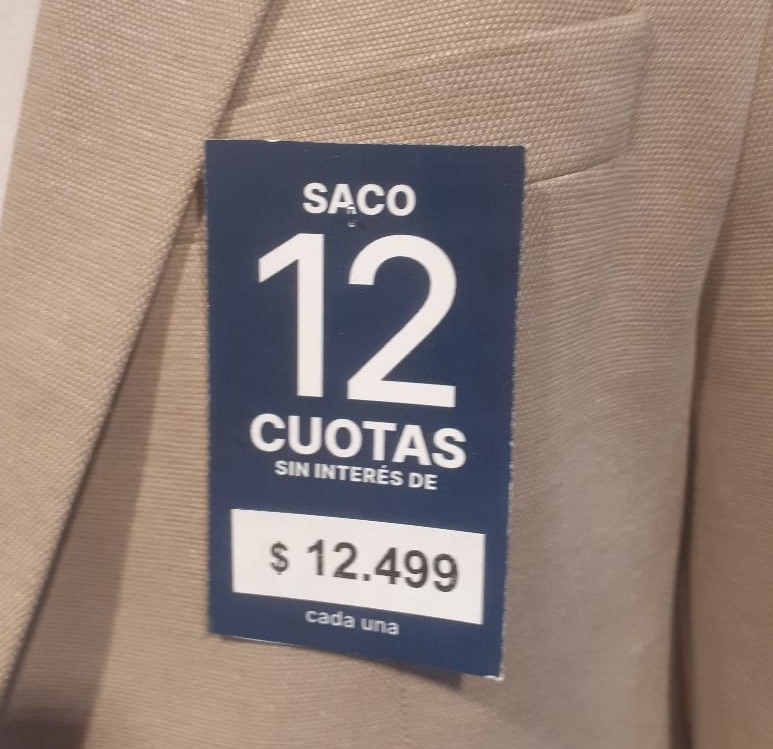 SACO
12
CUOTAS
SIN INTERÉS DE
$ 12.499
cada una